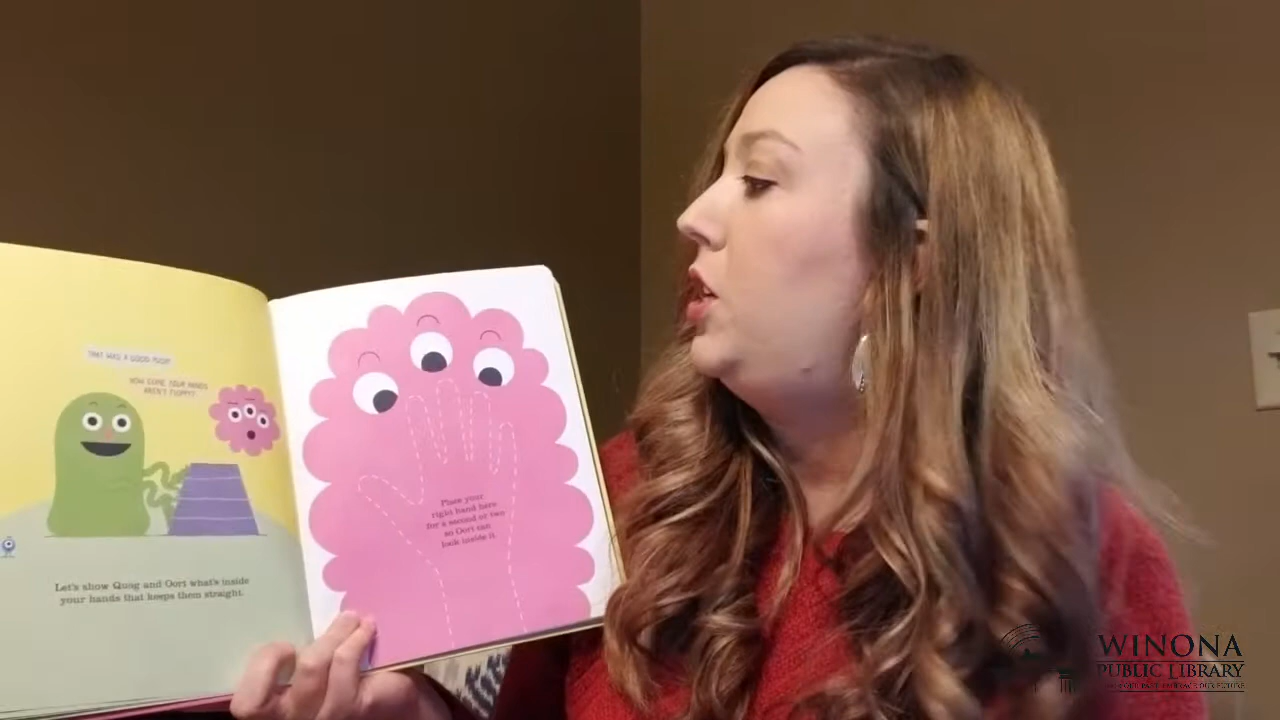 THAT WAS A GOOD
HOW COME YOUR HANDS
AREN'T FLOPPY?
Let's show Quog and Oort what's inside
your hands that keeps them straight.
Place your
right hand here
for a second or two
so Oort can
look inside it.
WINONA
PUBLIC LIBRARY